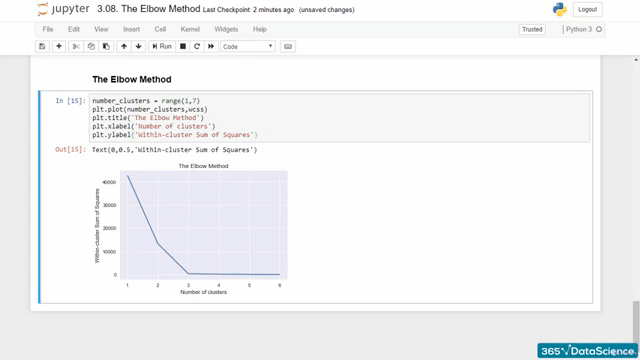 jupyter 3.08. The Elbow Method Last Checkpoint: 2 minutes ago (unsaved changes) Logout
File Edit View Insert Cell Kernel Widgets Help Trusted Python 3
Run Code
The Elbow Method
In [15]: number_clusters = range(1,7)
plt.plot(number_clusters,wcss)
plt.title('The Elbow Method')
plt.xlabel('Number of clusters')
plt.ylabel('Within-cluster Sum of Squares')
Out[15]: Text(0,0.5,'Within-cluster Sum of Squares')
The Elbow Method
Within-cluster Sum of Squares
40000
30000
20000
10000
0
1 2 3 4 5 6
Number of clusters
365 DataScience